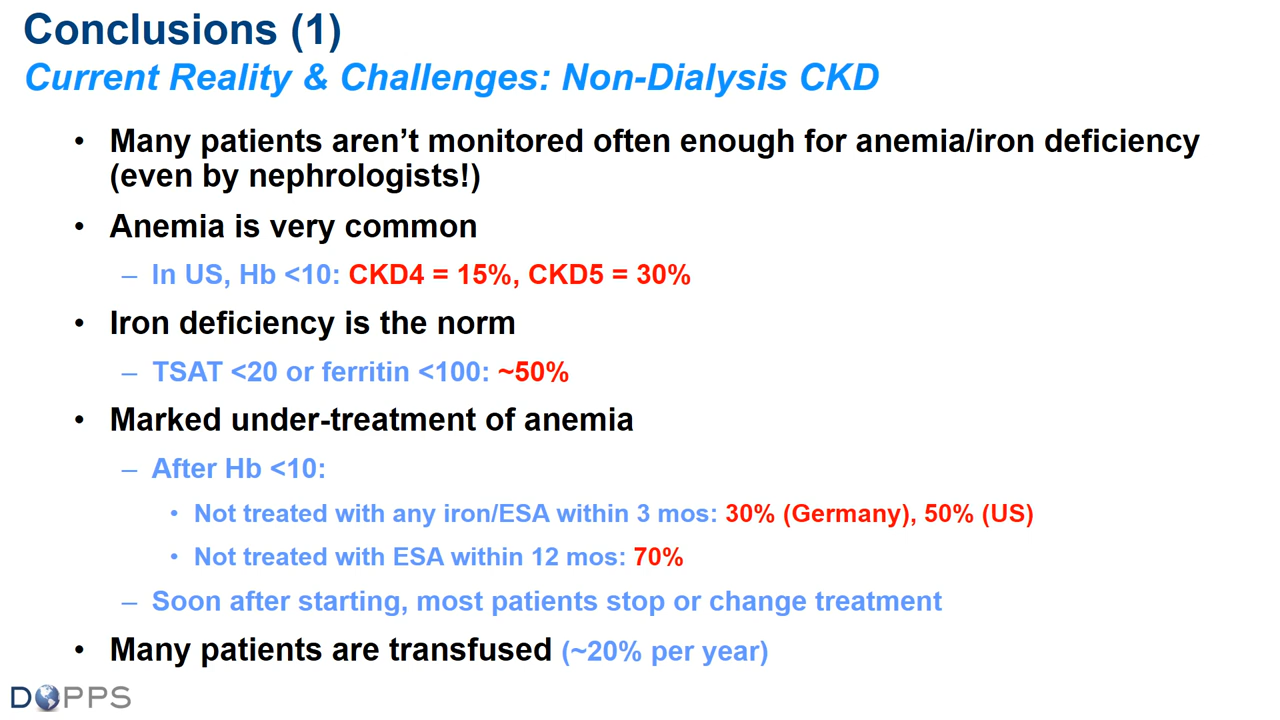 Conclusions (1)
Current Reality & Challenges: Non-Dialysis CKD
• Many patients aren’t monitored often enough for anemia/iron deficiency
(even by nephrologists!)
• Anemia is very common
– In US, Hb <10: CKD4 = 15%, CKD5 = 30%
• Iron deficiency is the norm
– TSAT <20 or ferritin <100: ~50%
• Marked under-treatment of anemia
– After Hb <10:
• Not treated with any iron/ESA within 3 mos: 30% (Germany), 50% (US)
• Not treated with ESA within 12 mos: 70%
– Soon after starting, most patients stop or change treatment
• Many patients are transfused (~20% per year)
DOPPS